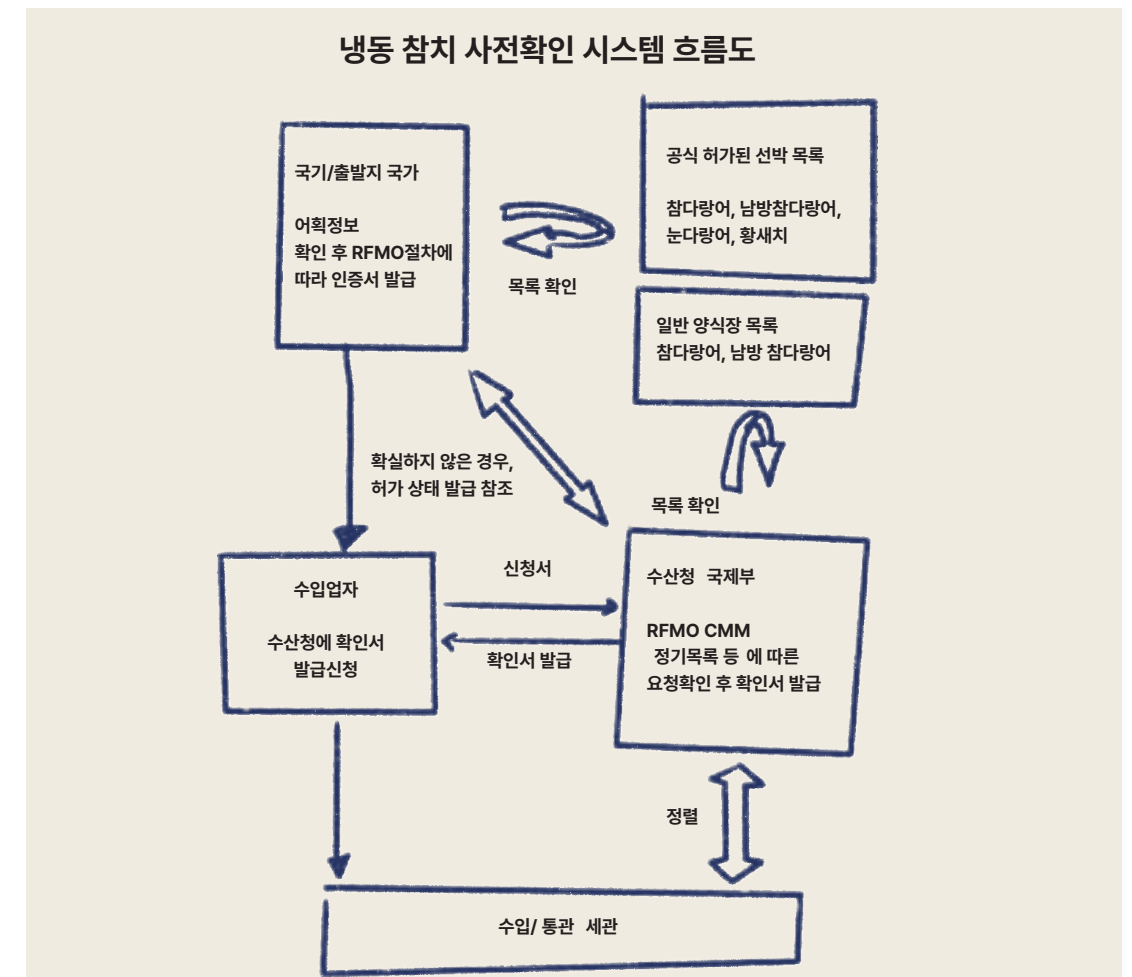 냉동 참치 사전확인 시스템 흐름도
국기/출발지 국가
어획정보
확인 후 RFMO절차에
따라 인증서 발급
목록 확인
공식 허가된 선박 목록
참다랑어, 남방참다랑어,
눈다랑어, 황새치
일반 양식장 목록
참다랑어, 남방 참다랑어
확실하지 않은 경우,
허가 상태 발급 참조
목록 확인
수입업자
수산청에 확인서
발급신청
신청서
확인서 발급
수산청 국제부
RFMO CMM
정기목록 등 에 따른
요청확인 후 확인서 발급
정렬
수입/ 통관 세관